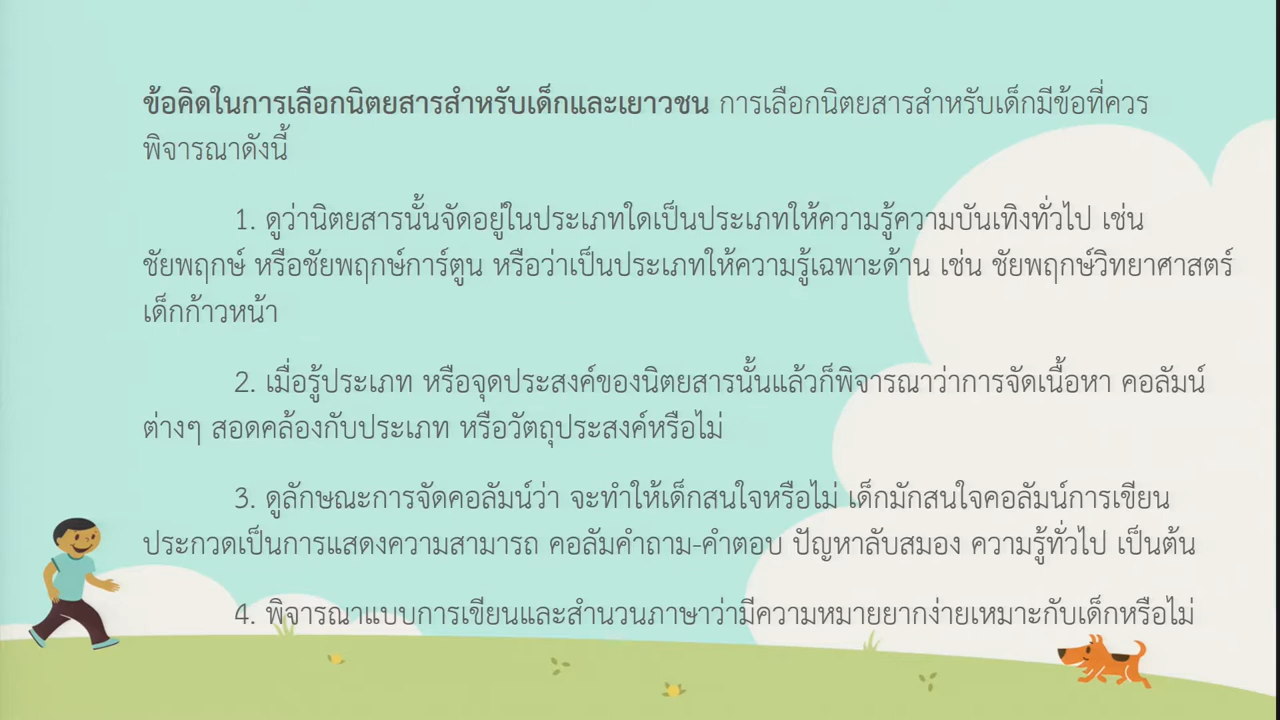 ข้อคิดในการเลือกนิตยสารสำหรับเด็กและเยาวชน การเลือกนิตยสารสำหรับเด็กมีข้อที่ควร
พิจารณาดังนี้
1. ดูว่านิตยสารนั้นจัดอยู่ในประเภทใดเป็นประเภทให้ความรู้ความบันเทิงทั่วไป เช่น
ชัยพฤกษ์ หรือชัยพฤกษ์การ์ตูน หรือว่าเป็นประเภทให้ความรู้เฉพาะด้าน เช่น ชัยพฤกษ์วิทยาศาสตร์
เด็กก้าวหน้า
2. เมื่อรู้ประเภท หรือจุดประสงค์ของนิตยสารนั้นแล้วก็พิจารณาว่าการจัดเนื้อหา คอลัมน์
ต่างๆ สอดคล้องกับประเภท หรือวัตถุประสงค์หรือไม่
3. ดูลักษณะการจัดคอลัมน์ว่า จะทำให้เด็กสนใจหรือไม่ เด็กมักสนใจคอลัมน์การเขียน
ประกวดเป็นการแสดงความสามารถ คอลัมคำถาม-คำตอบ ปัญหาลับสมอง ความรู้ทั่วไป เป็นต้น
4. พิจารณาแบบการเขียนและสำนวนภาษาว่ามีความหมายยากง่ายเหมาะกับเด็กหรือไม่